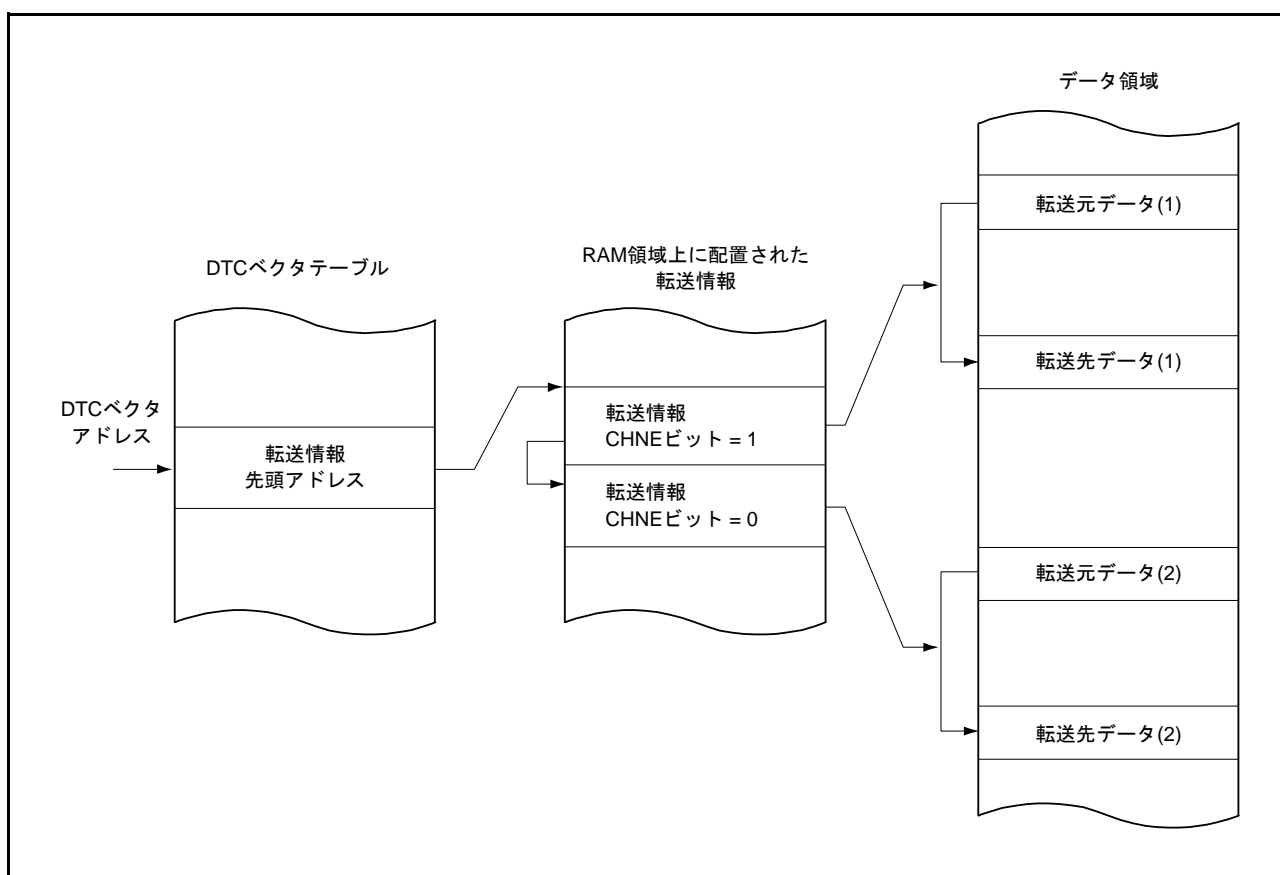 データ領域
転送元データ(1)
転送先データ(1)
転送元データ(2)
転送先データ(2)
RAM領域上に配置された
転送情報
転送情報
CHNEビット = 1
転送情報
CHNEビット = 0
DTCベクタテーブル
転送情報
先頭アドレス
DTCベクタ
アドレス